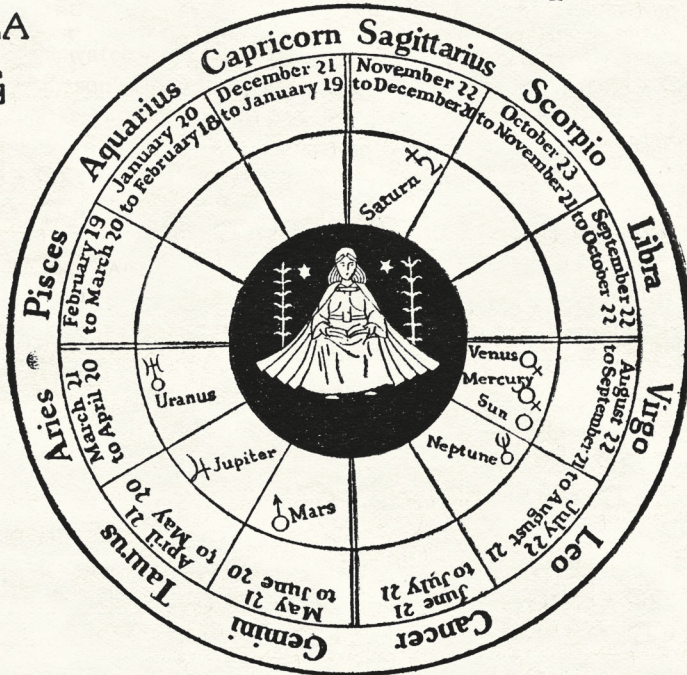 Capricorn
December 21
to January 19
Sagittarius
November 22
to December 20
Scorpio
October 23
to November 21
Libra
September 22
to October 22
Virgo
August 22
to September 21
Leo
July 22
to August 21
Cancer
June 21
to July 21
Gemini
May 21
to June 20
Taurus
April 21
to May 20
Aries
March 21
to April 20
Pisces
February 19
to March 20
Aquarius
January 20
to February 18
Saturn
Venus
Mercury
Sun
Neptune
Mars
Jupiter
Uranus